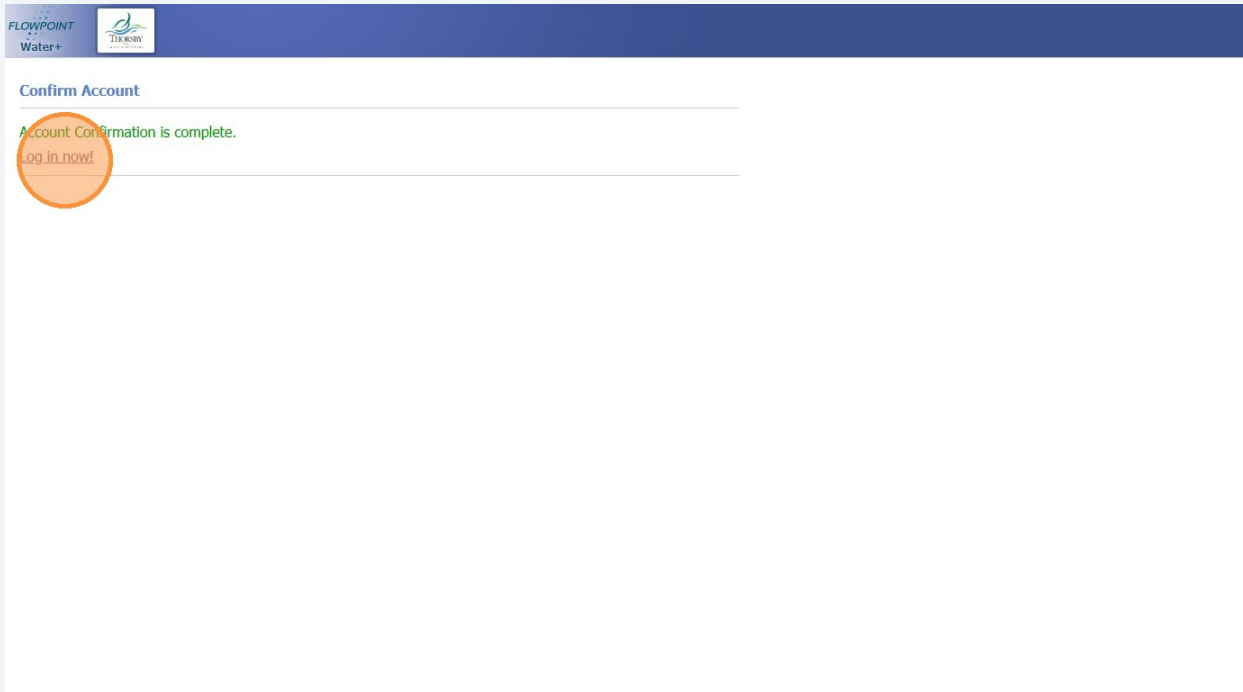 FLOWPOINT
Water+
THORSBY
Confirm Account
Account Confirmation is complete.
Log in now!